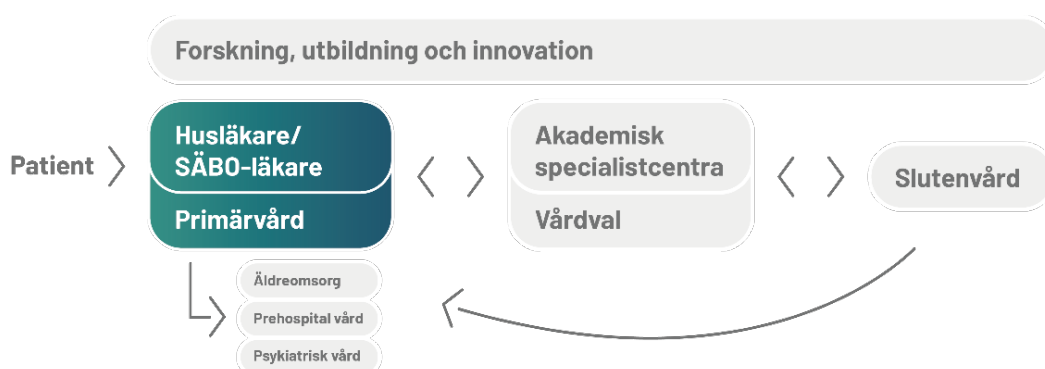 Forskning, utbildning och innovation
Patient
Husläkare/
SÄBO-läkare
Primärvård
Akademisk
specialistcentra
Vårdval
Slutenvård
Äldreomsorg
Prehospital vård
Psykiatrisk vård